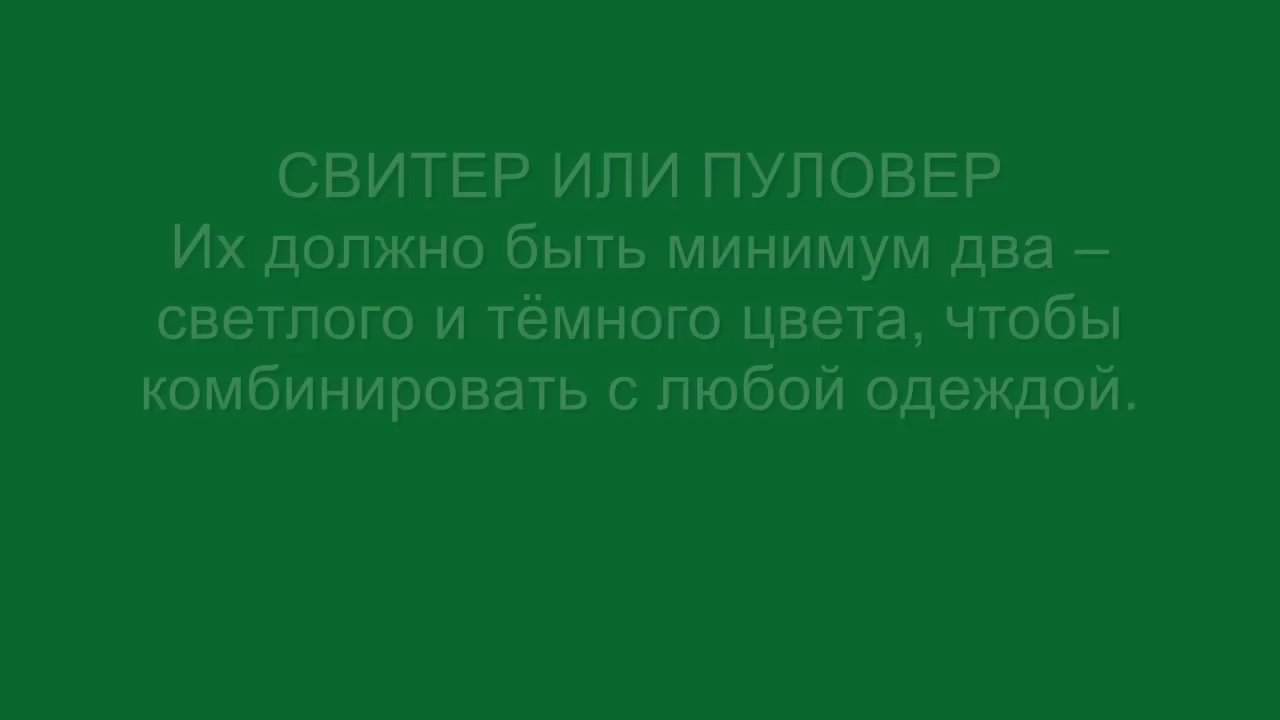 СВИТЕР ИЛИ ПУЛОВЕР
Их должно быть минимум два –
светлого и тёмного цвета, чтобы
комбинировать с любой одеждой.